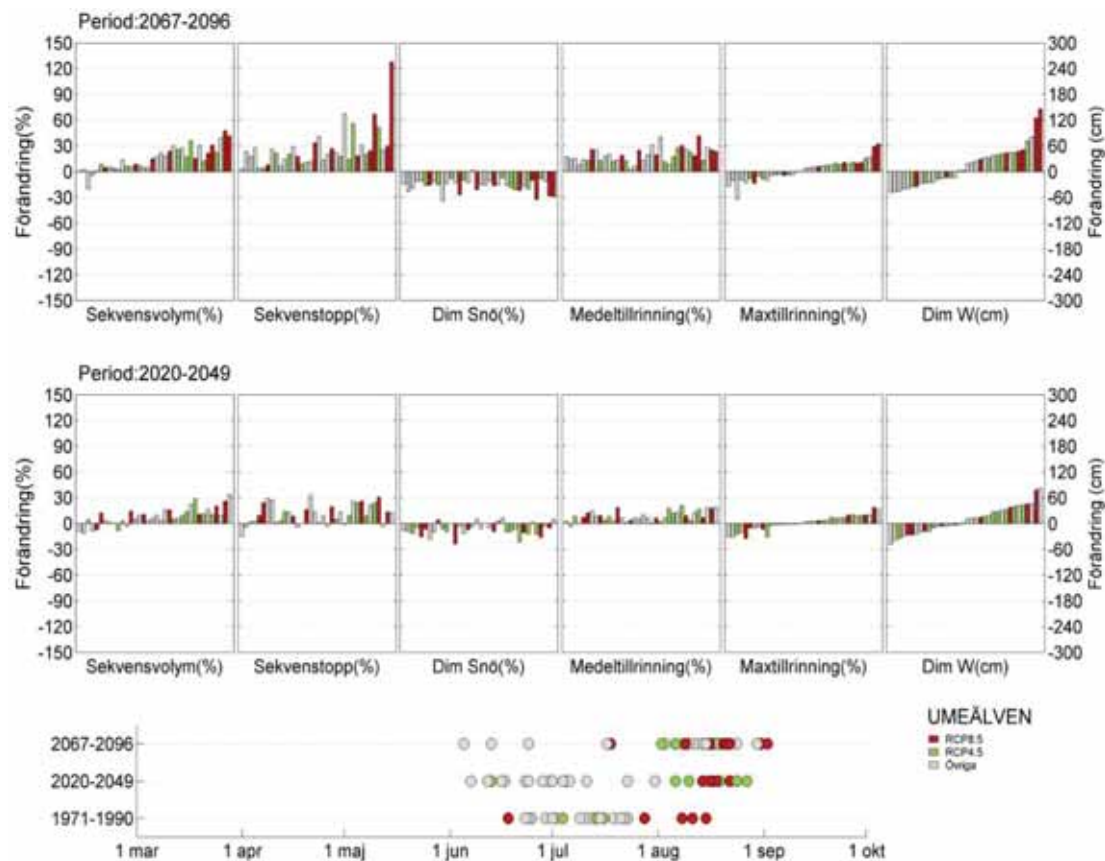 Period:2067-2096
150 120 90 60 30 0 -30 -60 -90 -120 -150
Förändring(%)
300 240 180 120 60 0 -60 -120 -180 -240 -300
Förändring (cm)
Sekvensvolym(%) Sekvenstopp(%) Dim Snö(%) Medeltillrinning(%) Maxtillrinning(%) Dim W(cm)
Period:2020-2049
150 120 90 60 30 0 -30 -60 -90 -120 -150
Förändring(%)
300 240 180 120 60 0 -60 -120 -180 -240 -300
Förändring (cm)
Sekvensvolym(%) Sekvenstopp(%) Dim Snö(%) Medeltillrinning(%) Maxtillrinning(%) Dim W(cm)
UMEÄLVEN
RCP8.5
RCP4.5
Övriga
2067-2096
2020-2049
1971-1990
1 mar 1 apr 1 maj 1 jun 1 jul 1 aug 1 sep 1 okt